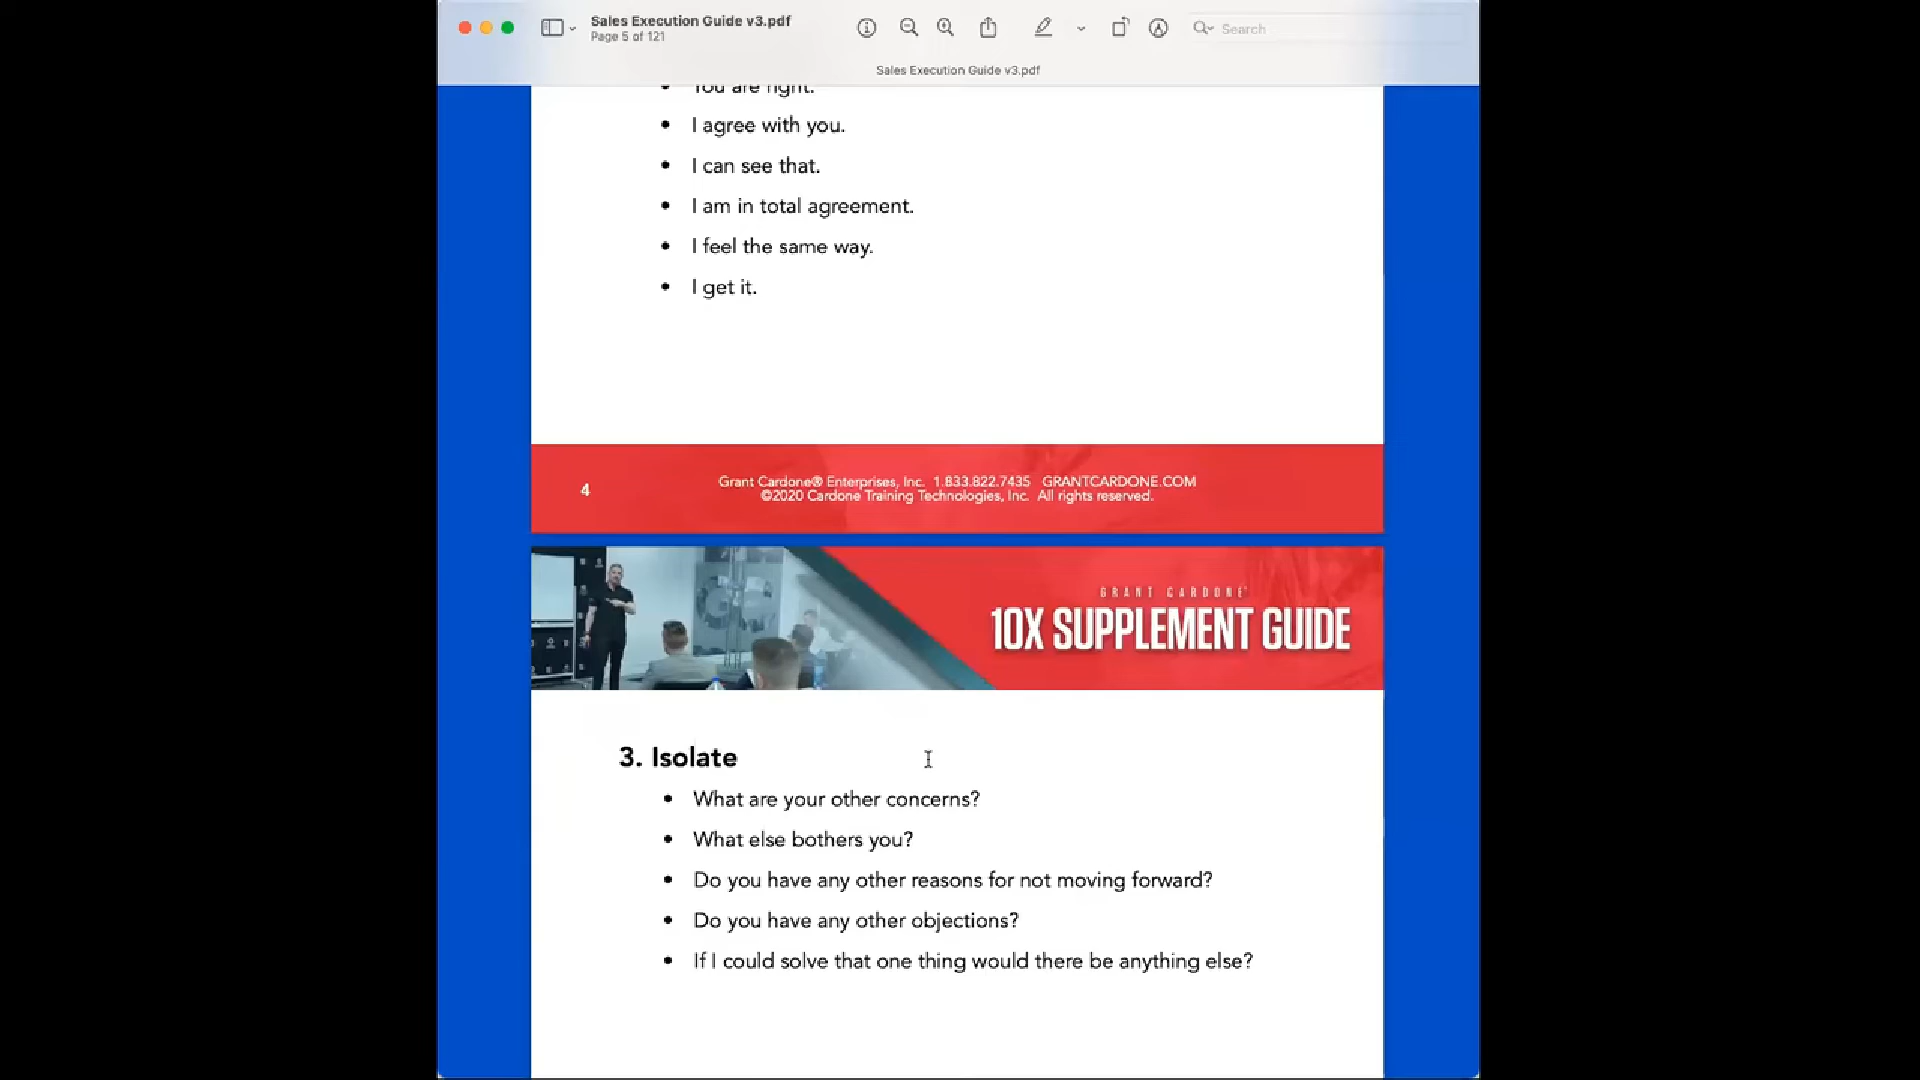 Sales Execution Guide v3.pdf
Page 5 of 121
Search
Sales Execution Guide v3.pdf
• You are right.
• I agree with you.
• I can see that.
• I am in total agreement.
• I feel the same way.
• I get it.
4
Grant Cardone® Enterprises, Inc. 1.833.822.7435 GRANTCARDONE.COM
©2020 Cardone Training Technologies, Inc. All rights reserved.
GRANT CARDONE
10X SUPPLEMENT GUIDE
3. Isolate
• What are your other concerns?
• What else bothers you?
• Do you have any other reasons for not moving forward?
• Do you have any other objections?
• If I could solve that one thing would there be anything else?